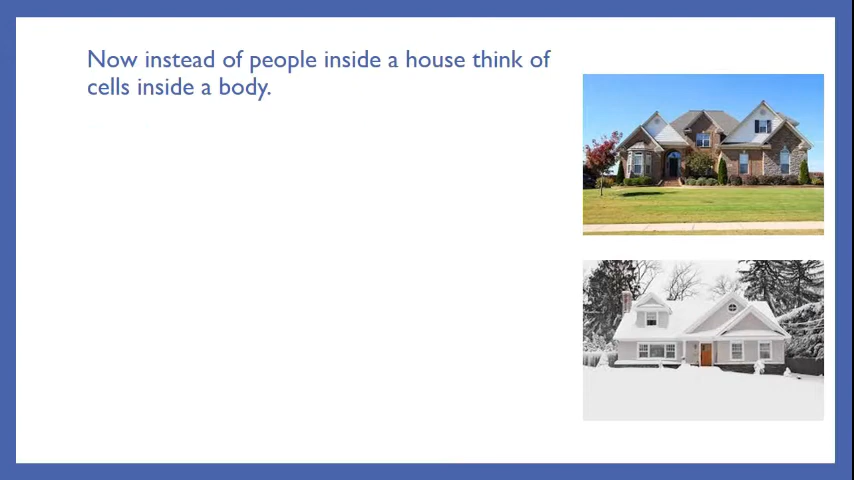 Now instead of people inside a house think of
cells inside a body.